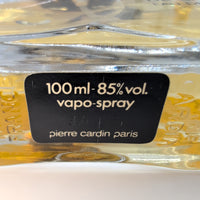 100 ml - 85% vol.
vapo-spray
pierre cardin paris